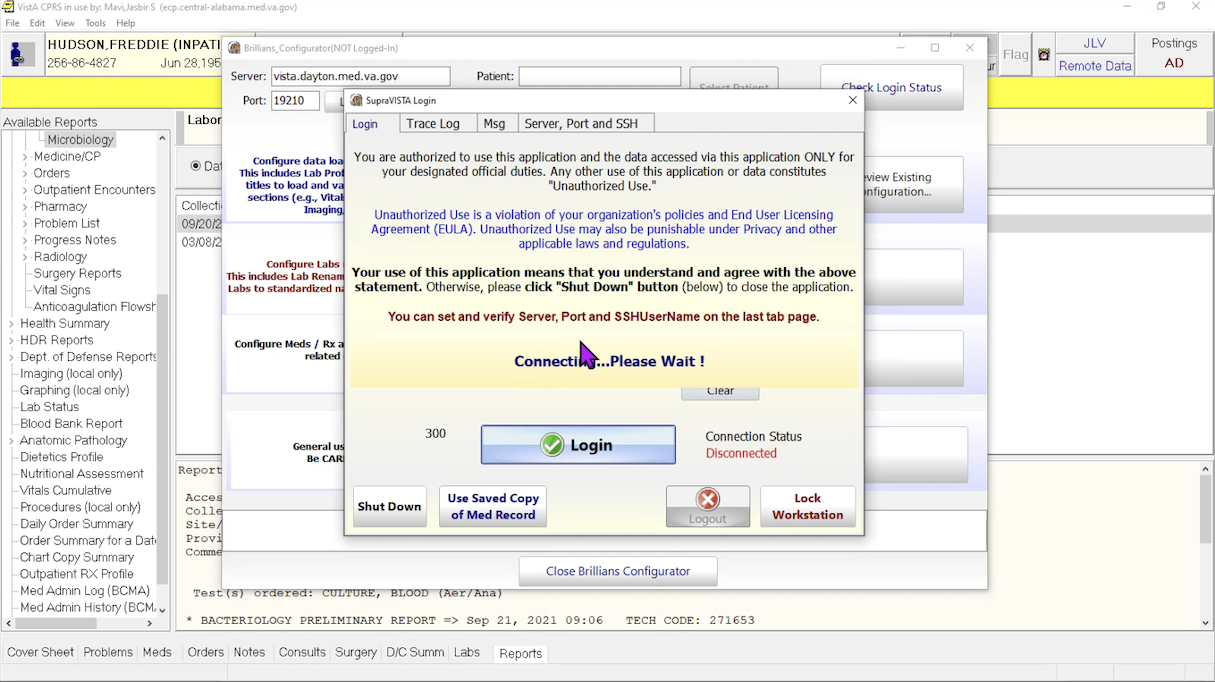 VistA CPRS in use by: Mavi,Jasbir S (ecp.central-alabama.med.va.gov)
File Edit View Tools Help
HUDSON,FREDDIE (INPATI
256-86-4827 Jun 28,195
Flag
JLV
Remote Data
Postings
AD
Available Reports
Microbiology
Medicine/CP
Orders
Outpatient Encounters
Pharmacy
Problem List
Progress Notes
Radiology
Surgery Reports
Vital Signs
Anticoagulation Flowsh
Health Summary
HDR Reports
Dept. of Defense Reports
Imaging (local only)
Graphing (local only)
Lab Status
Blood Bank Report
Anatomic Pathology
Dietetics Profile
Nutritional Assessment
Vitals Cumulative
Procedures (local only)
Daily Order Summary
Order Summary for a Date
Chart Copy Summary
Outpatient RX Profile
Med Admin Log (BCMA)
Med Admin History (BCMA
Labor
Dat
Collecti
09/20/2
03/08/2
Report
Acces
Colle
Site/
Provi
Comme
Test(s) ordered: CULTURE, BLOOD (Aer/Ana)
* BACTERIOLOGY PRELIMINARY REPORT => Sep 21, 2021 09:06 TECH CODE: 271653
Brillians_Configurator(NOT Logged-In)
Server: vista.dayton.med.va.gov Patient: Select Patient
Check Login Status
Port: 19210 L
Configure data loa
This includes Lab Prof
titles to load and va
sections (e.g., Vital
Imaging,
eview Existing
onfiguration...
Configure Labs
This includes Lab Renam
Labs to standardized na
Configure Meds / Rx a
related
General us
Be CAR
Close Brillians Configurator
SupraVISTA Login
Login Trace Log Msg Server, Port and SSH
You are authorized to use this application and the data accessed via this application ONLY for
your designated official duties. Any other use of this application or data constitutes
"Unauthorized Use."
Unauthorized Use is a violation of your organization's policies and End User Licensing
Agreement (EULA). Unauthorized Use may also be punishable under Privacy and other
applicable laws and regulations.
Your use of this application means that you understand and agree with the above
statement. Otherwise, please click "Shut Down" button (below) to close the application.
You can set and verify Server, Port and SSHUserName on the last tab page.
Connecting...Please Wait !
Clear
300
Login
Connection Status
Disconnected
Shut Down
Use Saved Copy
of Med Record
Logout
Lock
Workstation
Cover Sheet Problems Meds Orders Notes Consults Surgery D/C Summ Labs Reports